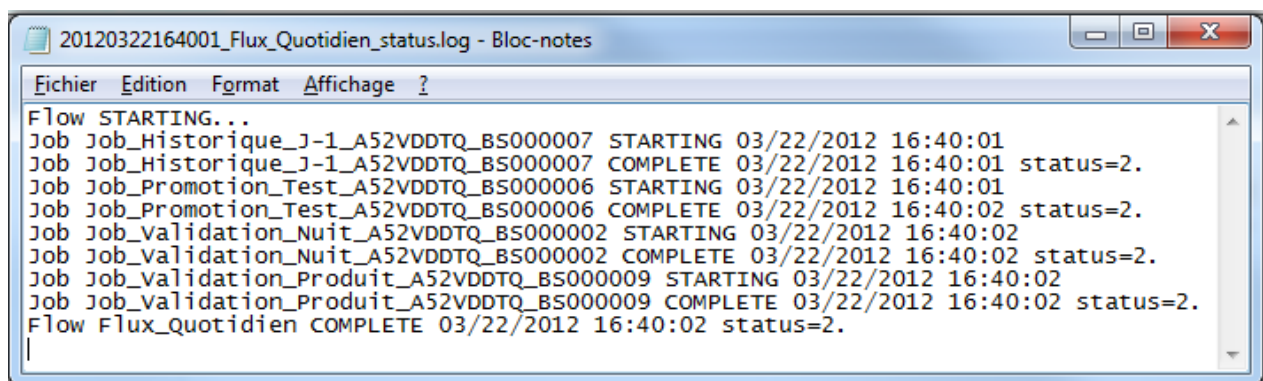 20120322164001_Flux_Quotidien_status.log - Bloc-notes
Fichier Edition Format Affichage ?
Flow STARTING...
Job Job_Historique_J-1_A52VDDTQ_BS000007 STARTING 03/22/2012 16:40:01
Job Job_Historique_J-1_A52VDDTQ_BS000007 COMPLETE 03/22/2012 16:40:01 status=2.
Job Job_Promotion_Test_A52VDDTQ_BS000006 STARTING 03/22/2012 16:40:01
Job Job_Promotion_Test_A52VDDTQ_BS000006 COMPLETE 03/22/2012 16:40:02 status=2.
Job Job_Validation_Nuit_A52VDDTQ_BS000002 STARTING 03/22/2012 16:40:02
Job Job_Validation_Nuit_A52VDDTQ_BS000002 COMPLETE 03/22/2012 16:40:02 status=2.
Job Job_Validation_Produit_A52VDDTQ_BS000009 STARTING 03/22/2012 16:40:02
Job Job_Validation_Produit_A52VDDTQ_BS000009 COMPLETE 03/22/2012 16:40:02 status=2.
Flow Flux_Quotidien COMPLETE 03/22/2012 16:40:02 status=2.